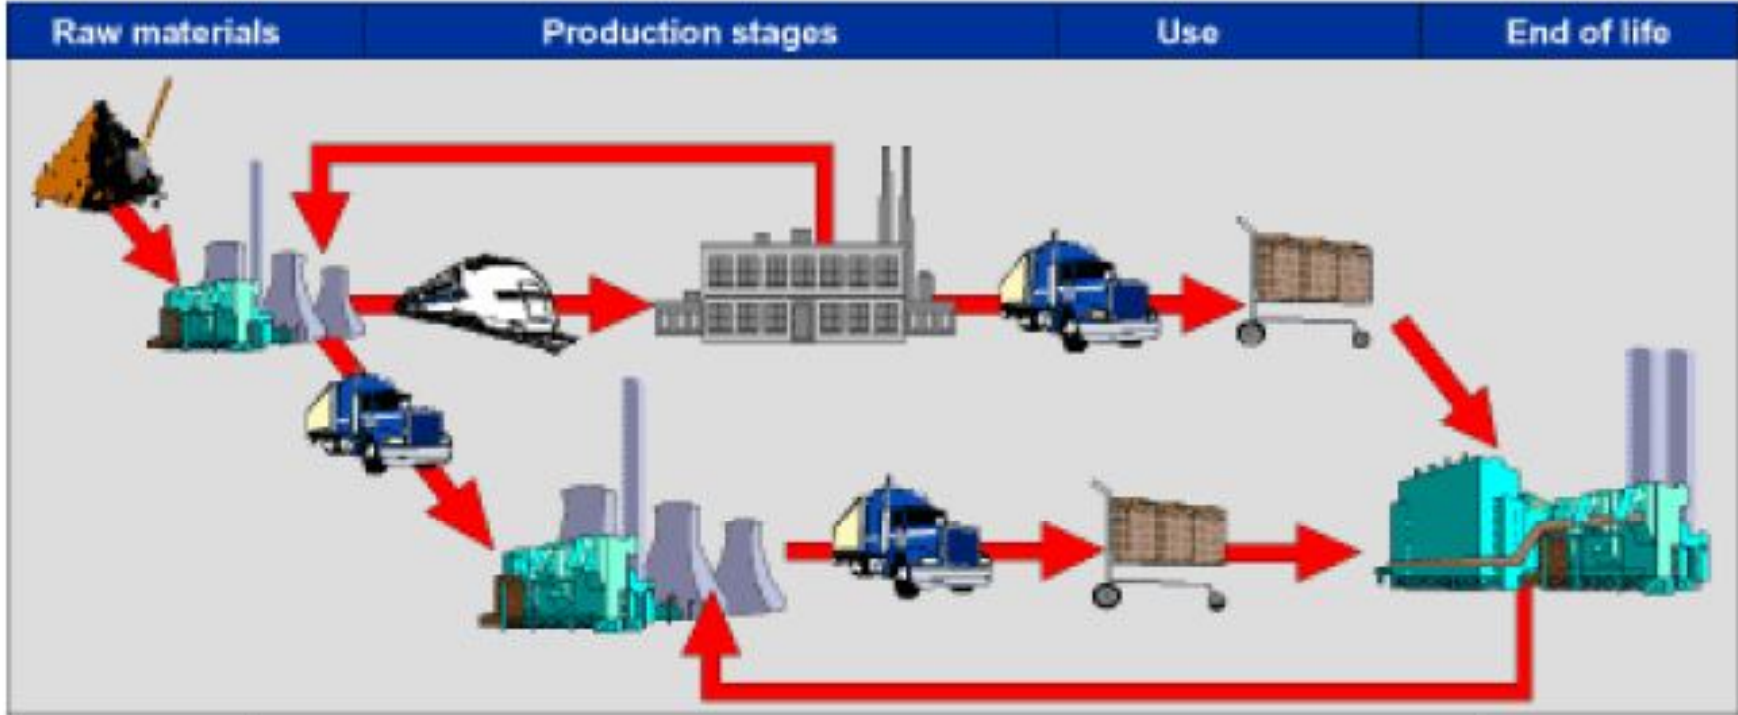 Raw materials
Production stages
Use
End of life